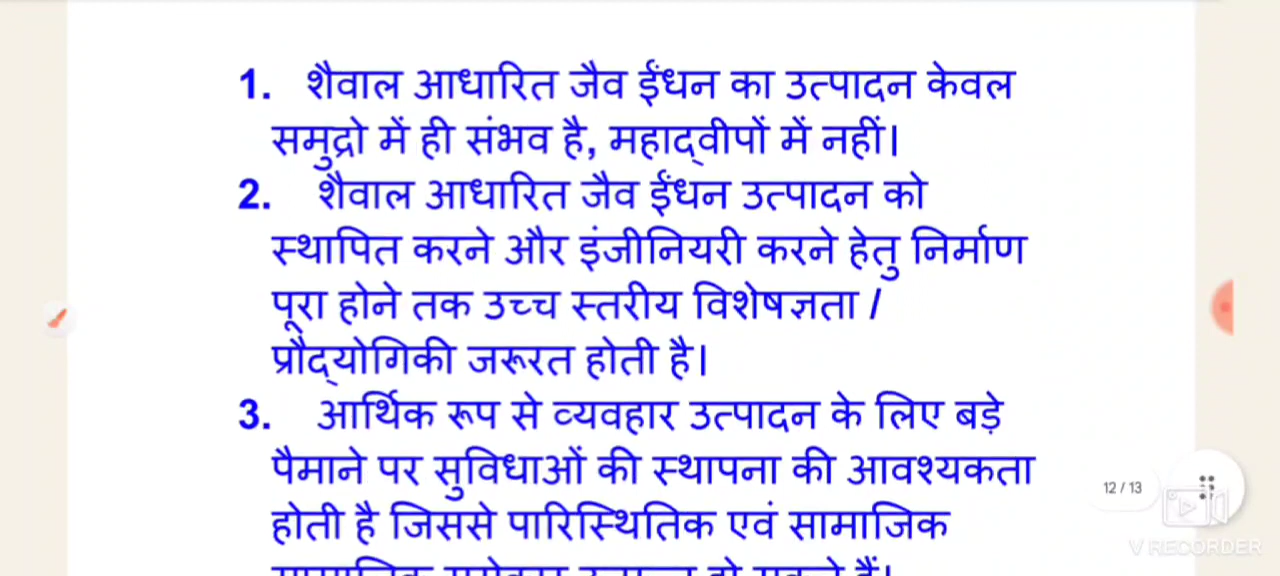 1. शैवाल आधारित जैव ईंधन का उत्पादन केवल
समुद्रो में ही संभव है, महाद्वीपों में नहीं।
2. शैवाल आधारित जैव ईंधन उत्पादन को
स्थापित करने और इंजीनियरी करने हेतु निर्माण
पूरा होने तक उच्च स्तरीय विशेषज्ञता /
प्रौद्योगिकी जरूरत होती है।
3. आर्थिक रूप से व्यवहार उत्पादन के लिए बड़े
पैमाने पर सुविधाओं की स्थापना की आवश्यकता
होती है जिससे पारिस्थितिक एवं सामाजिक
12 / 13
V RECORDER